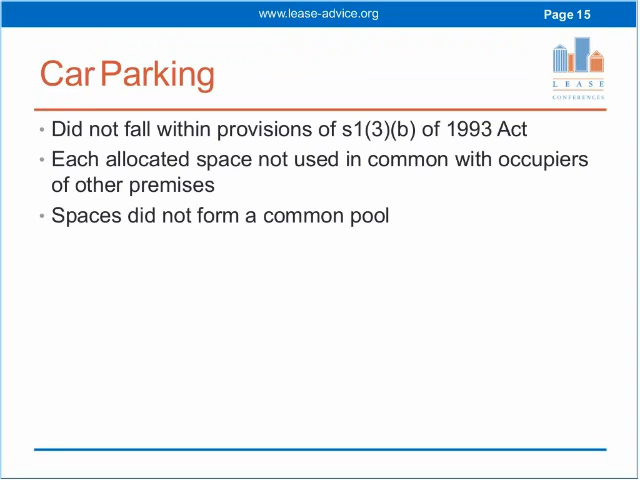 www.lease-advice.org
Page 15
Car Parking
LEASE
CONFERENCES
• Did not fall within provisions of s1(3)(b) of 1993 Act
• Each allocated space not used in common with occupiers
of other premises
• Spaces did not form a common pool